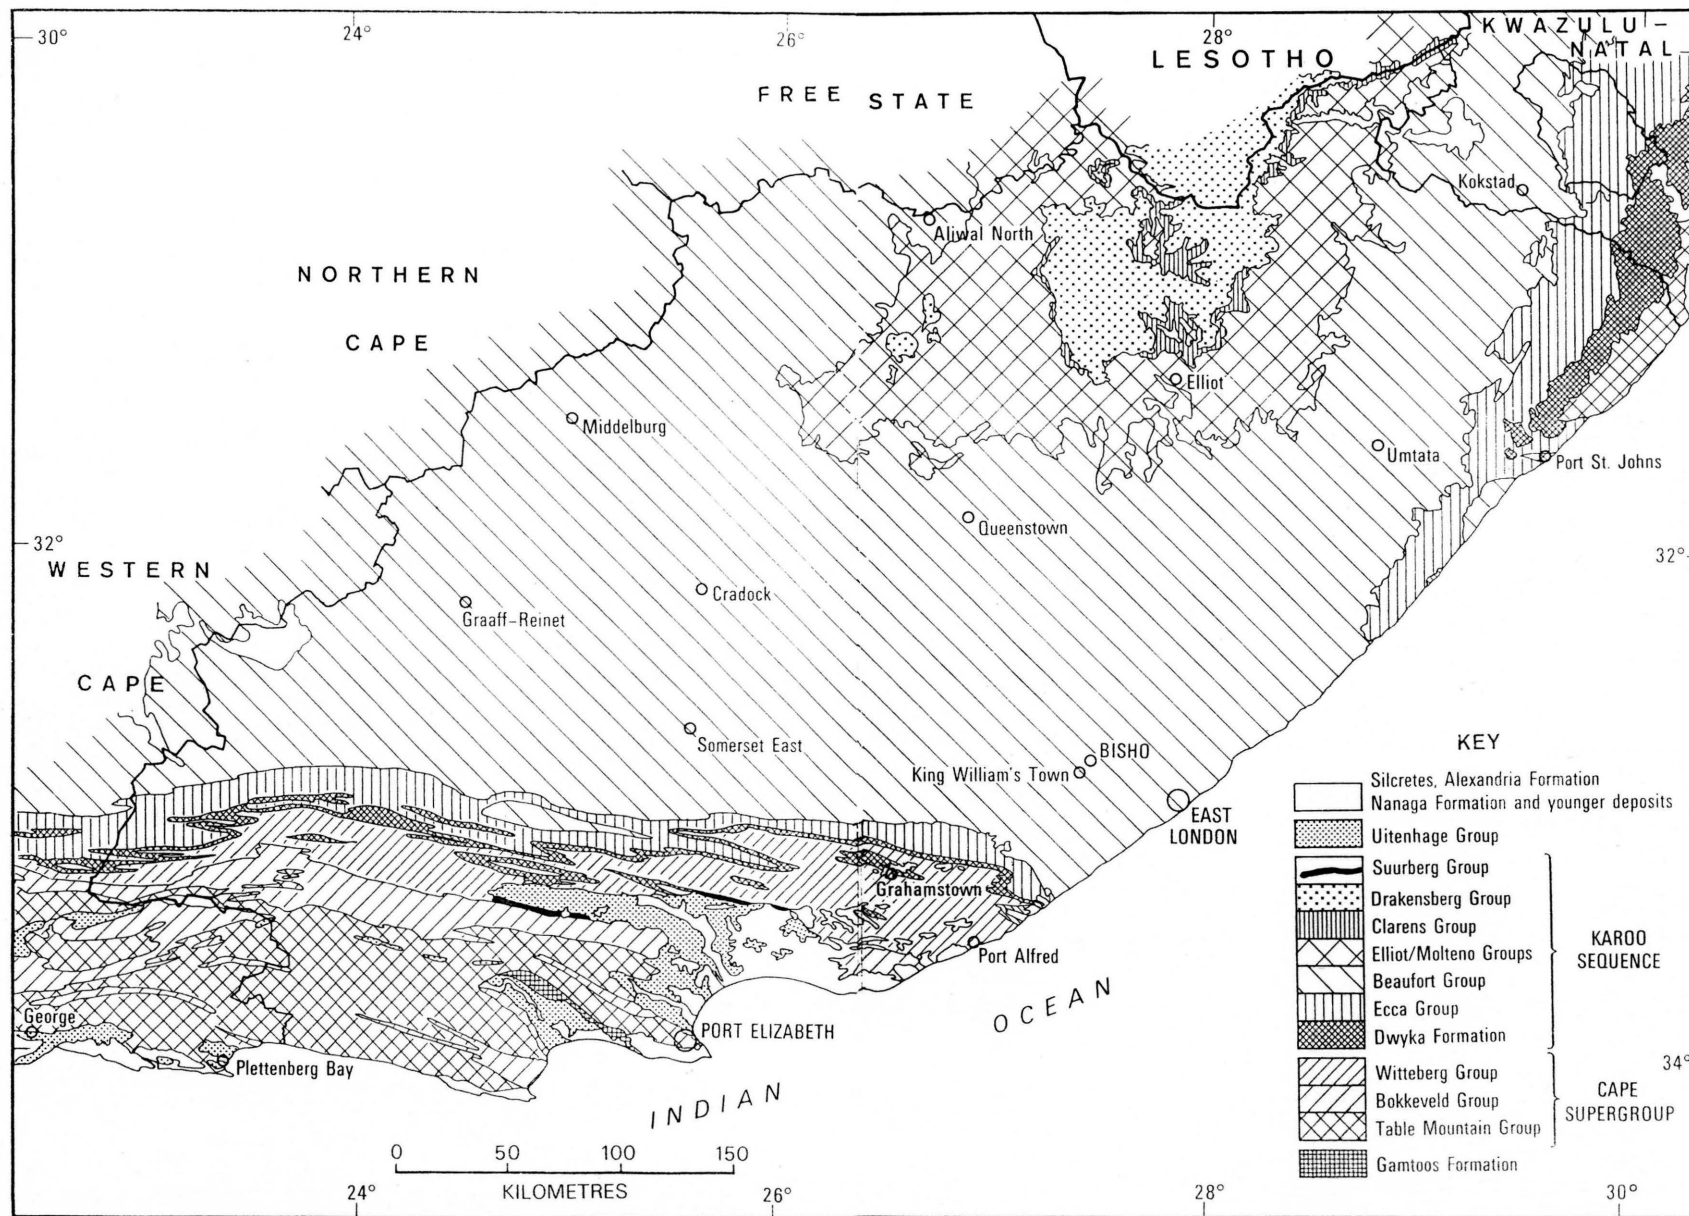 30°
24°
26°
28°
KWAZULU –
NATAL
LESOTHO
FREE STATE
Kokstad
Aliwal North
NORTHERN
CAPE
Elliot
Middelburg
Umtata
Port St. Johns
Queenstown
32°
32°
WESTERN
Cradock
Graaff-Reinet
CAPE
Somerset East
BISHO
King William's Town
EAST
LONDON
Grahamstown
Port Alfred
George
PORT ELIZABETH
Plettenberg Bay
INDIAN
OCEAN
34°
KEY
Silcretes, Alexandria Formation
Nanaga Formation and younger deposits
Uitenhage Group
Suurberg Group
Drakensberg Group
Clarens Group
Elliot/Molteno Groups
Beaufort Group
Ecca Group
Dwyka Formation
KAROO
SEQUENCE
Witteberg Group
Bokkeveld Group
Table Mountain Group
CAPE
SUPERGROUP
Gamtoos Formation
0 50 100 150
KILOMETRES
24°
26°
28°
30°